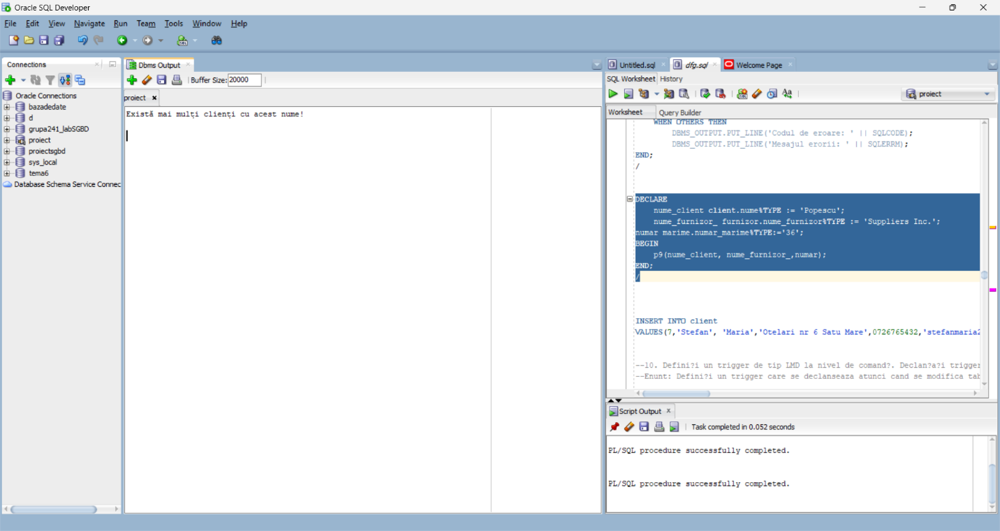 Oracle SQL Developer
File Edit View Navigate Run Team Tools Window Help
Connections
Oracle Connections
bazadedate
d
grupa241_labSGBD
proiect
proiectsgbd
sys_local
tema6
Database Schema Service Connec
Dbms Output
Buffer Size: 20000
proiect
Există mai mulți clienți cu acest nume!
Untitled.sql dfg.sql Welcome Page
SQL Worksheet History
proiect
Worksheet Query Builder
WHEN OTHERS THEN
DBMS_OUTPUT.PUT_LINE('Codul de eroare: ' || SQLCODE);
DBMS_OUTPUT.PUT_LINE('Mesajul erorii: ' || SQLERRM);
END;
/
DECLARE
nume_client client.nume%TYPE := 'Popescu';
nume_furnizor_ furnizor.nume_furnizor%TYPE := 'Suppliers Inc.';
numar marime.numar_marime%TYPE:='36';
BEGIN
p9(nume_client, nume_furnizor_,numar);
END;
/
INSERT INTO client
VALUES(7,'Stefan', 'Maria','Otelari nr 6 Satu Mare',0726765432,'stefanmaria2
--10. Defini?i un trigger de tip LMD la nivel de comand?. Declan?a?i trigger
--Enunt: Defini?i un trigger care se declanseaza atunci cand se modifica tab
Script Output
Task completed in 0.052 seconds
PL/SQL procedure successfully completed.
PL/SQL procedure successfully completed.